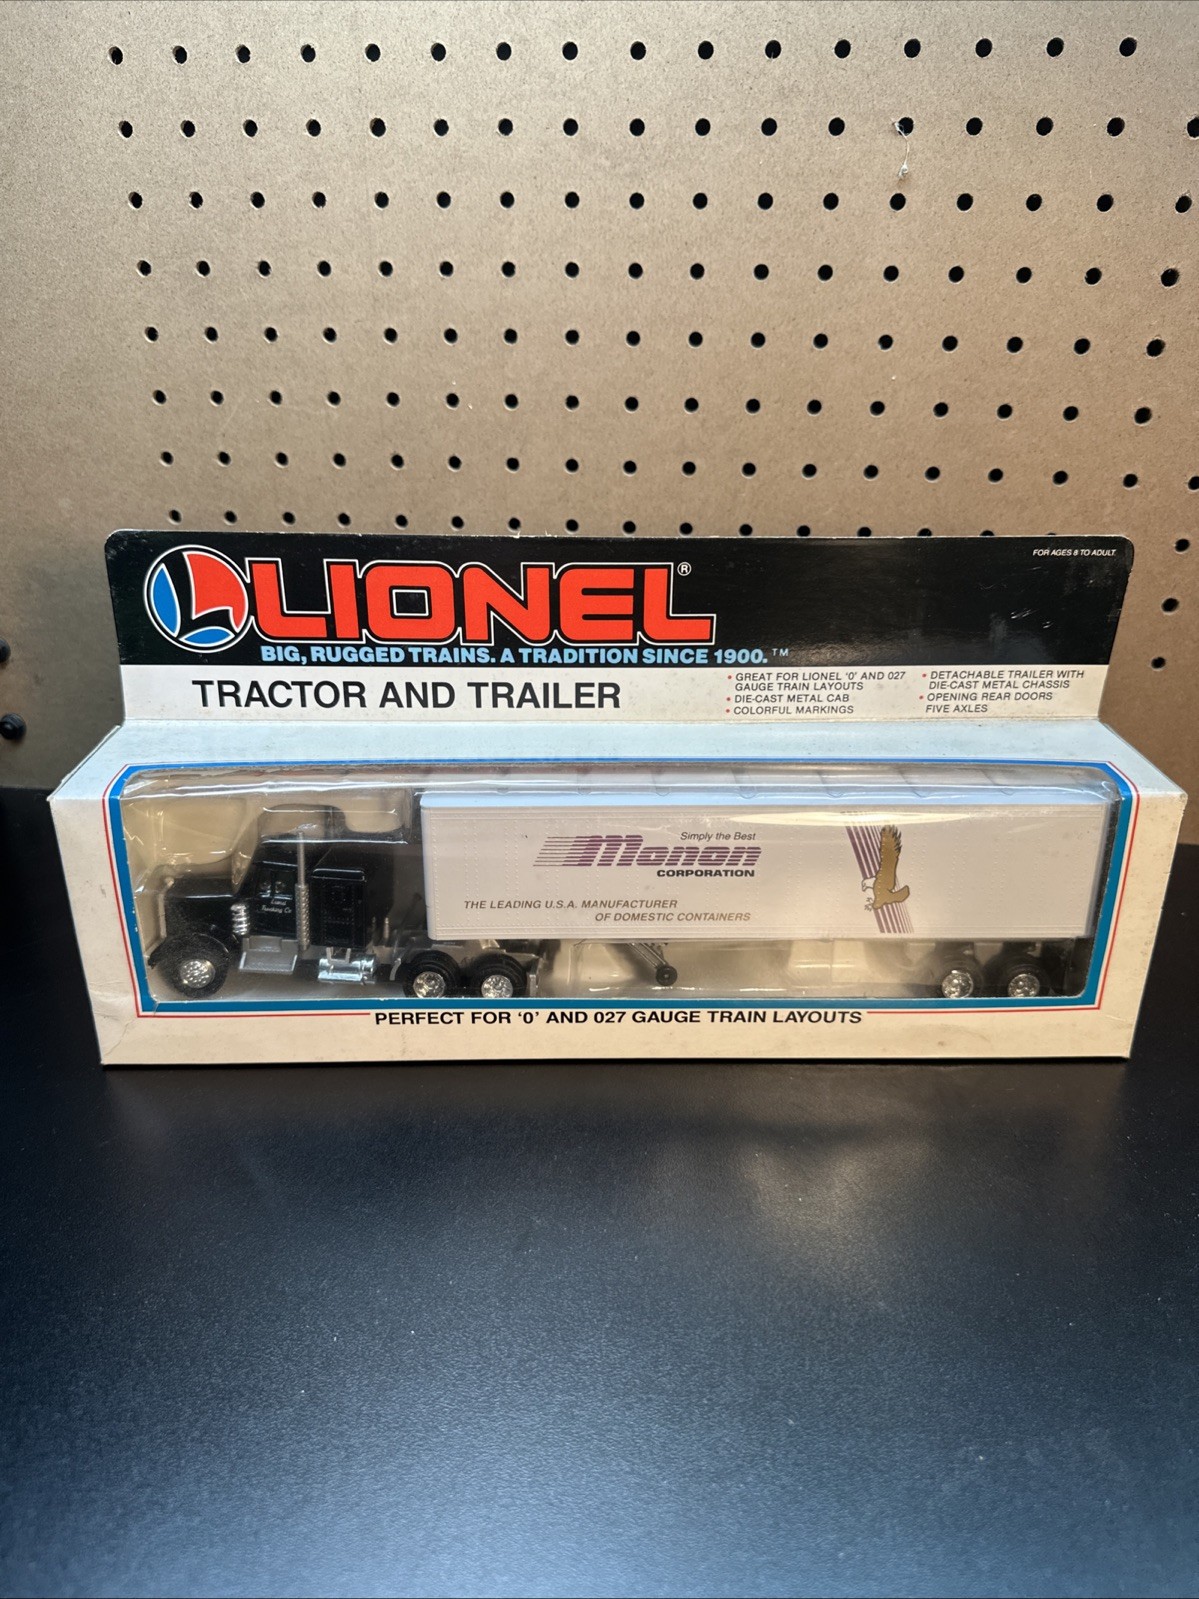 FOR AGES 8 TO ADULT
LIONEL®
BIG, RUGGED TRAINS. A TRADITION SINCE 1900.™
TRACTOR AND TRAILER
• GREAT FOR LIONEL '0' AND 027
GAUGE TRAIN LAYOUTS
• DIE-CAST METAL CAB
• COLORFUL MARKINGS
• DETACHABLE TRAILER WITH
DIE-CAST METAL CHASSIS
• OPENING REAR DOORS
FIVE AXLES
Simply the Best
Monon
CORPORATION
THE LEADING U.S.A. MANUFACTURER
OF DOMESTIC CONTAINERS
PERFECT FOR '0' AND 027 GAUGE TRAIN LAYOUTS